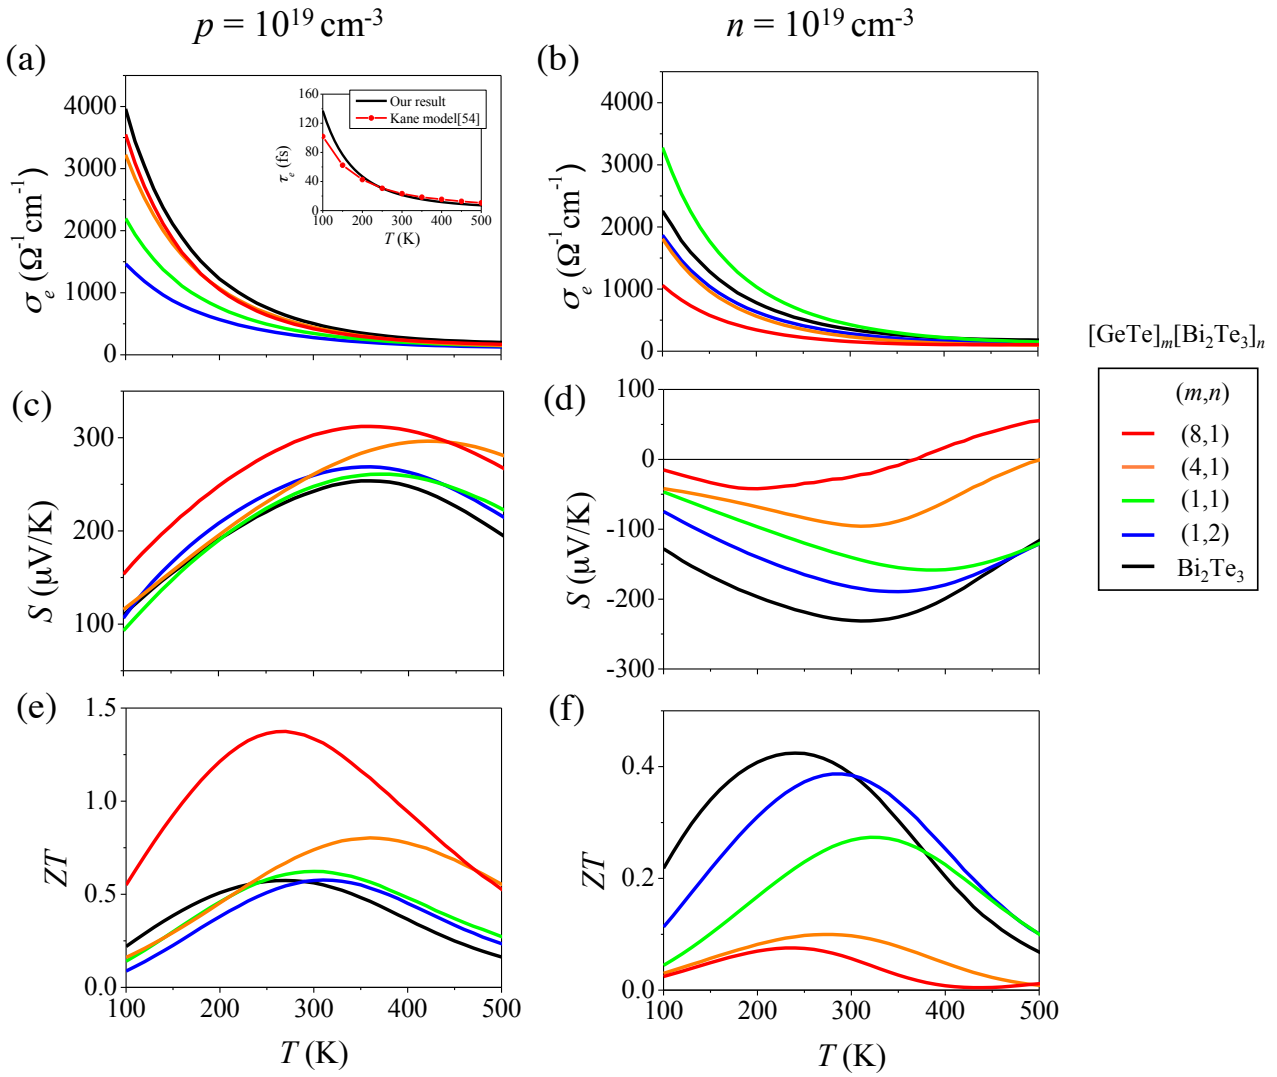 p = 10¹⁹ cm⁻³
n = 10¹⁹ cm⁻³
(a)
σₑ (Ω⁻¹cm⁻¹)
4000
3000
2000
1000
0
160
120
80
40
0
τₑ (fs)
Our result
Kane model[54]
100 200 300 400 500
T (K)
(b)
σₑ (Ω⁻¹cm⁻¹)
4000
3000
2000
1000
0
(c)
S (µV/K)
300
200
100
(d)
S (µV/K)
100
0
-100
-200
-300
(e)
ZT
1.5
1.0
0.5
0.0
100 200 300 400 500
T (K)
(f)
ZT
0.4
0.2
0.0
100 200 300 400 500
T (K)
[GeTe]ₘ[Bi₂Te₃]ₙ
(m,n)
(8,1)
(4,1)
(1,1)
(1,2)
Bi₂Te₃